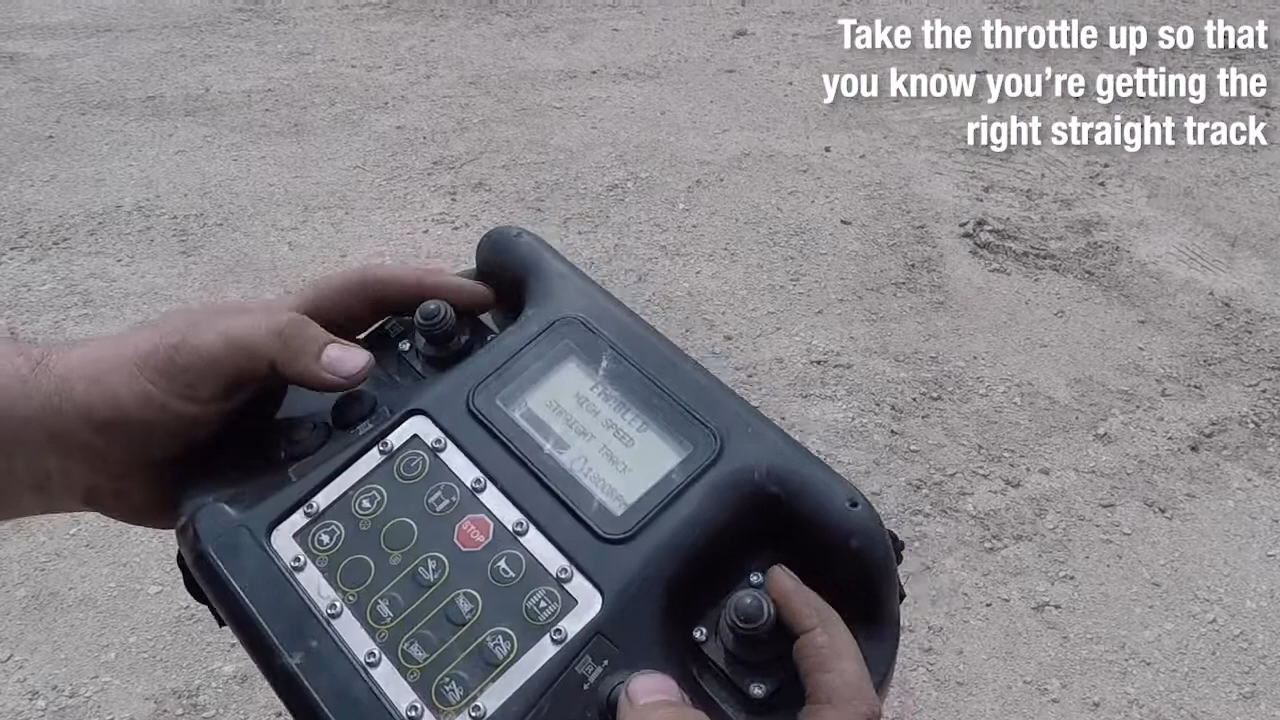 Take the throttle up so that
you know you're getting the
right straight track
ENABLED
HIGH SPEED
STRAIGHT TRACK
1800RPM
STOP